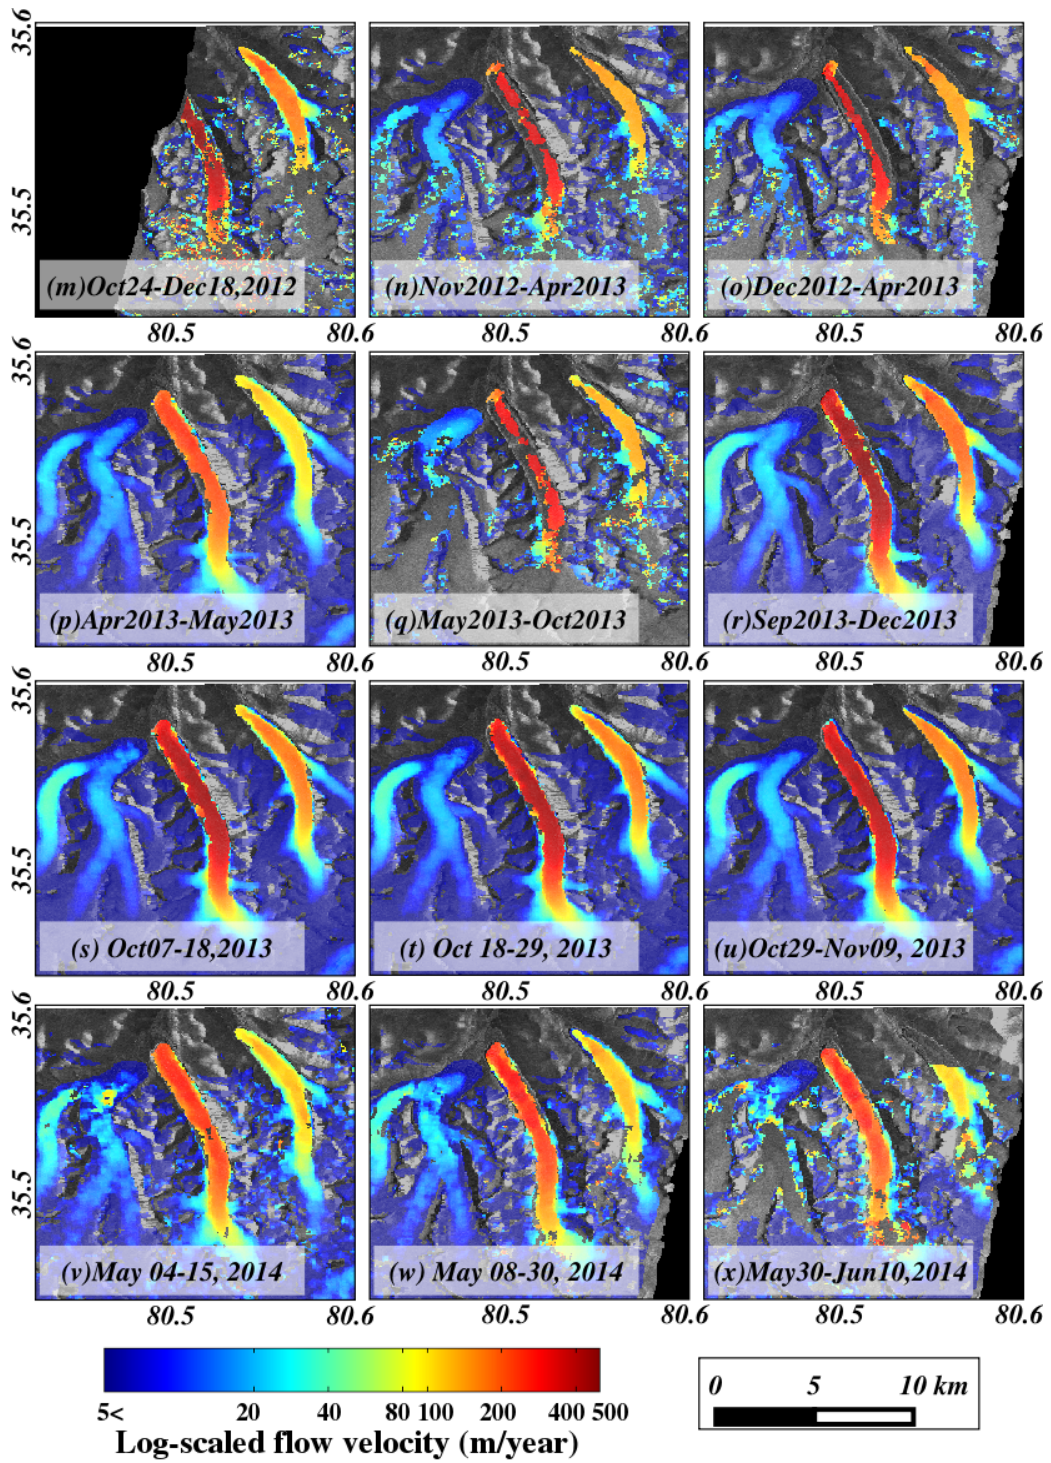 35.6
35.5
(m)Oct24-Dec18,2012
(n)Nov2012-Apr2013
(o)Dec2012-Apr2013
80.5 80.6 80.5 80.6
35.6
35.5
(p)Apr2013-May2013
(q)May2013-Oct2013
(r)Sep2013-Dec2013
80.5 80.6 80.5 80.6 80.5 80.6
35.6
35.5
(s) Oct07-18,2013
(t) Oct 18-29, 2013
(u)Oct29-Nov09, 2013
80.5 80.6 80.5 80.6 80.5 80.6
35.6
35.5
(v)May 04-15, 2014
(w) May 08-30, 2014
(x)May30-Jun10,2014
80.5 80.6 80.5 80.6 80.5 80.6
5< 20 40 80 100 200 400 500
Log-scaled flow velocity (m/year)
0 5 10 km